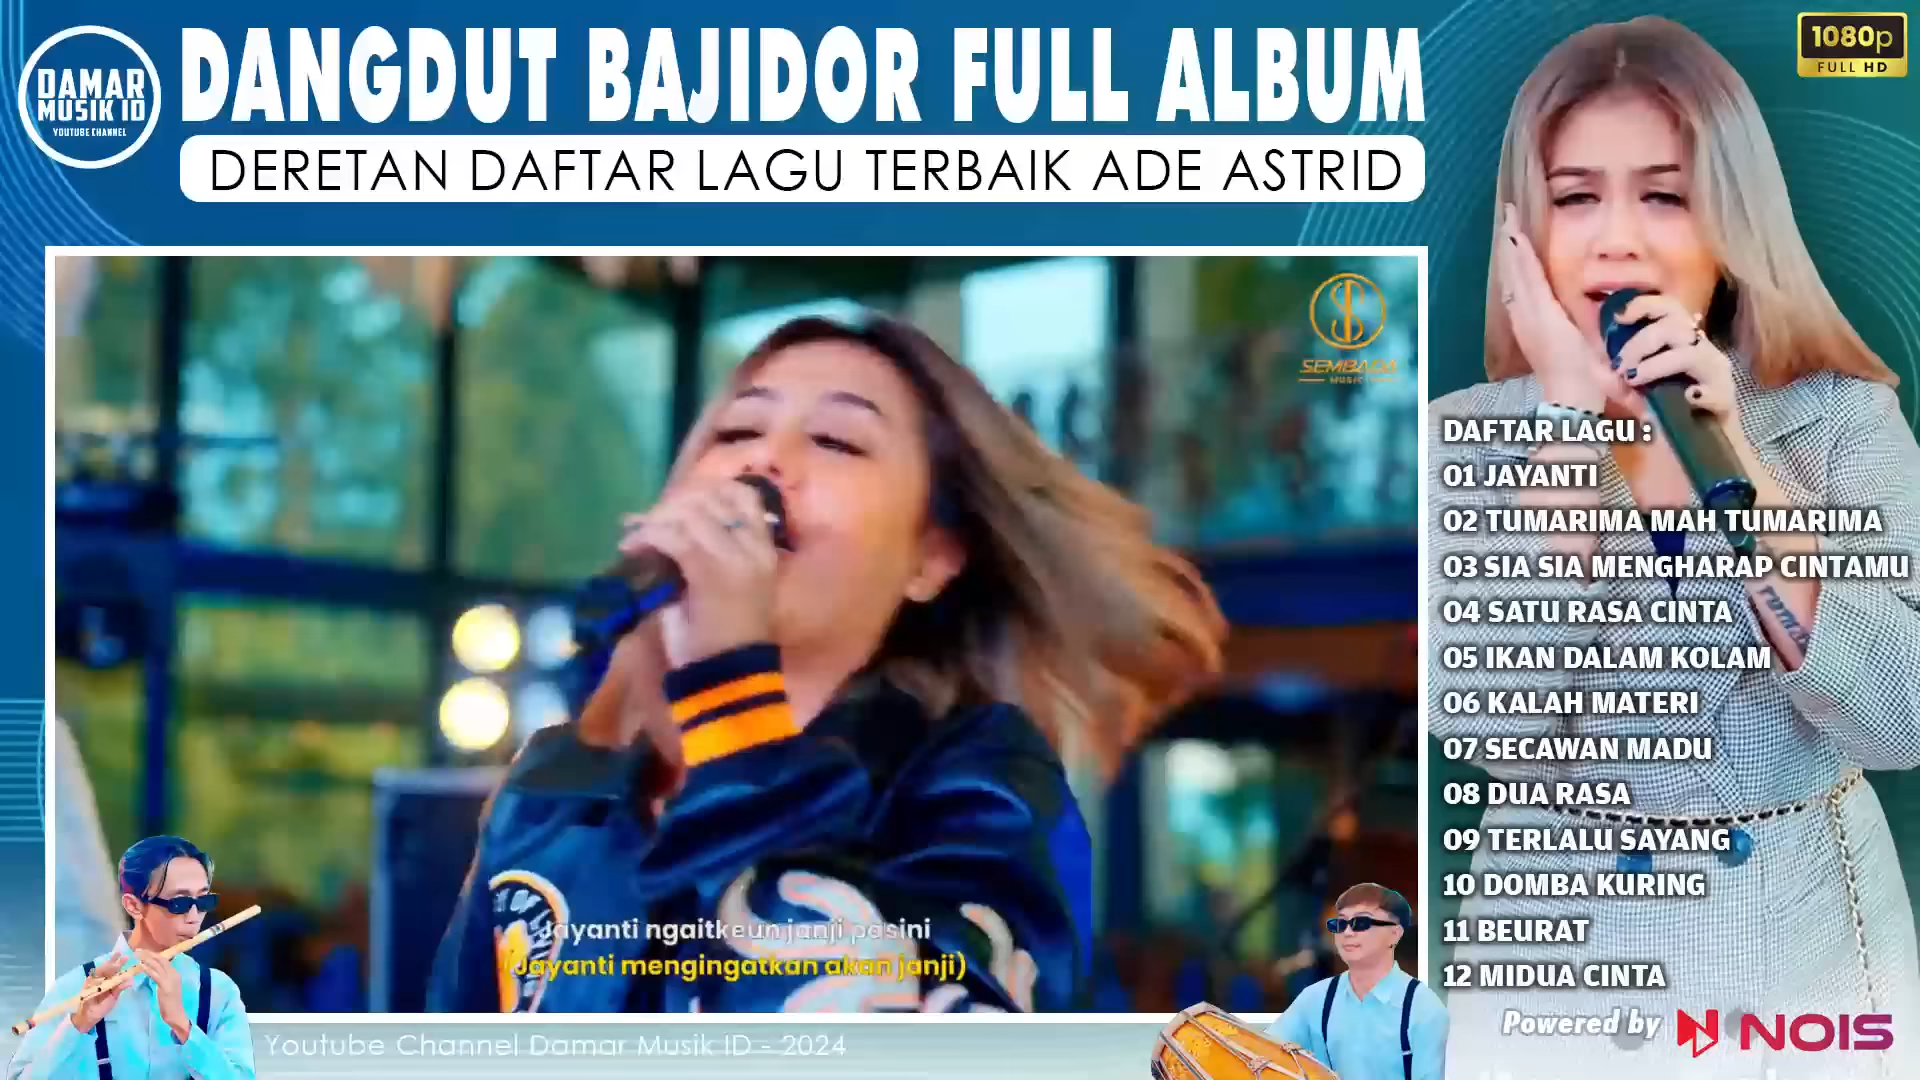 DAMAR
MUSIK ID
YOUTUBE CHANNEL
DANGDUT BAJIDOR FULL ALBUM
DERETAN DAFTAR LAGU TERBAIK ADE ASTRID
1080p
FULL HD
SEMBADA
MUSIC
DAFTAR LAGU :
01 JAYANTI
02 TUMARIMA MAH TUMARIMA
03 SIA SIA MENGHARAP CINTAMU
04 SATU RASA CINTA
05 IKAN DALAM KOLAM
06 KALAH MATERI
07 SECAWAN MADU
08 DUA RASA
09 TERLALU SAYANG
10 DOMBA KURING
11 BEURAT
12 MIDUA CINTA
Jayanti ngaitkeun janji pasini
(Jayanti mengingatkan akan janji)
Youtube Channel Damar Musik ID - 2024
Powered by
NOIS